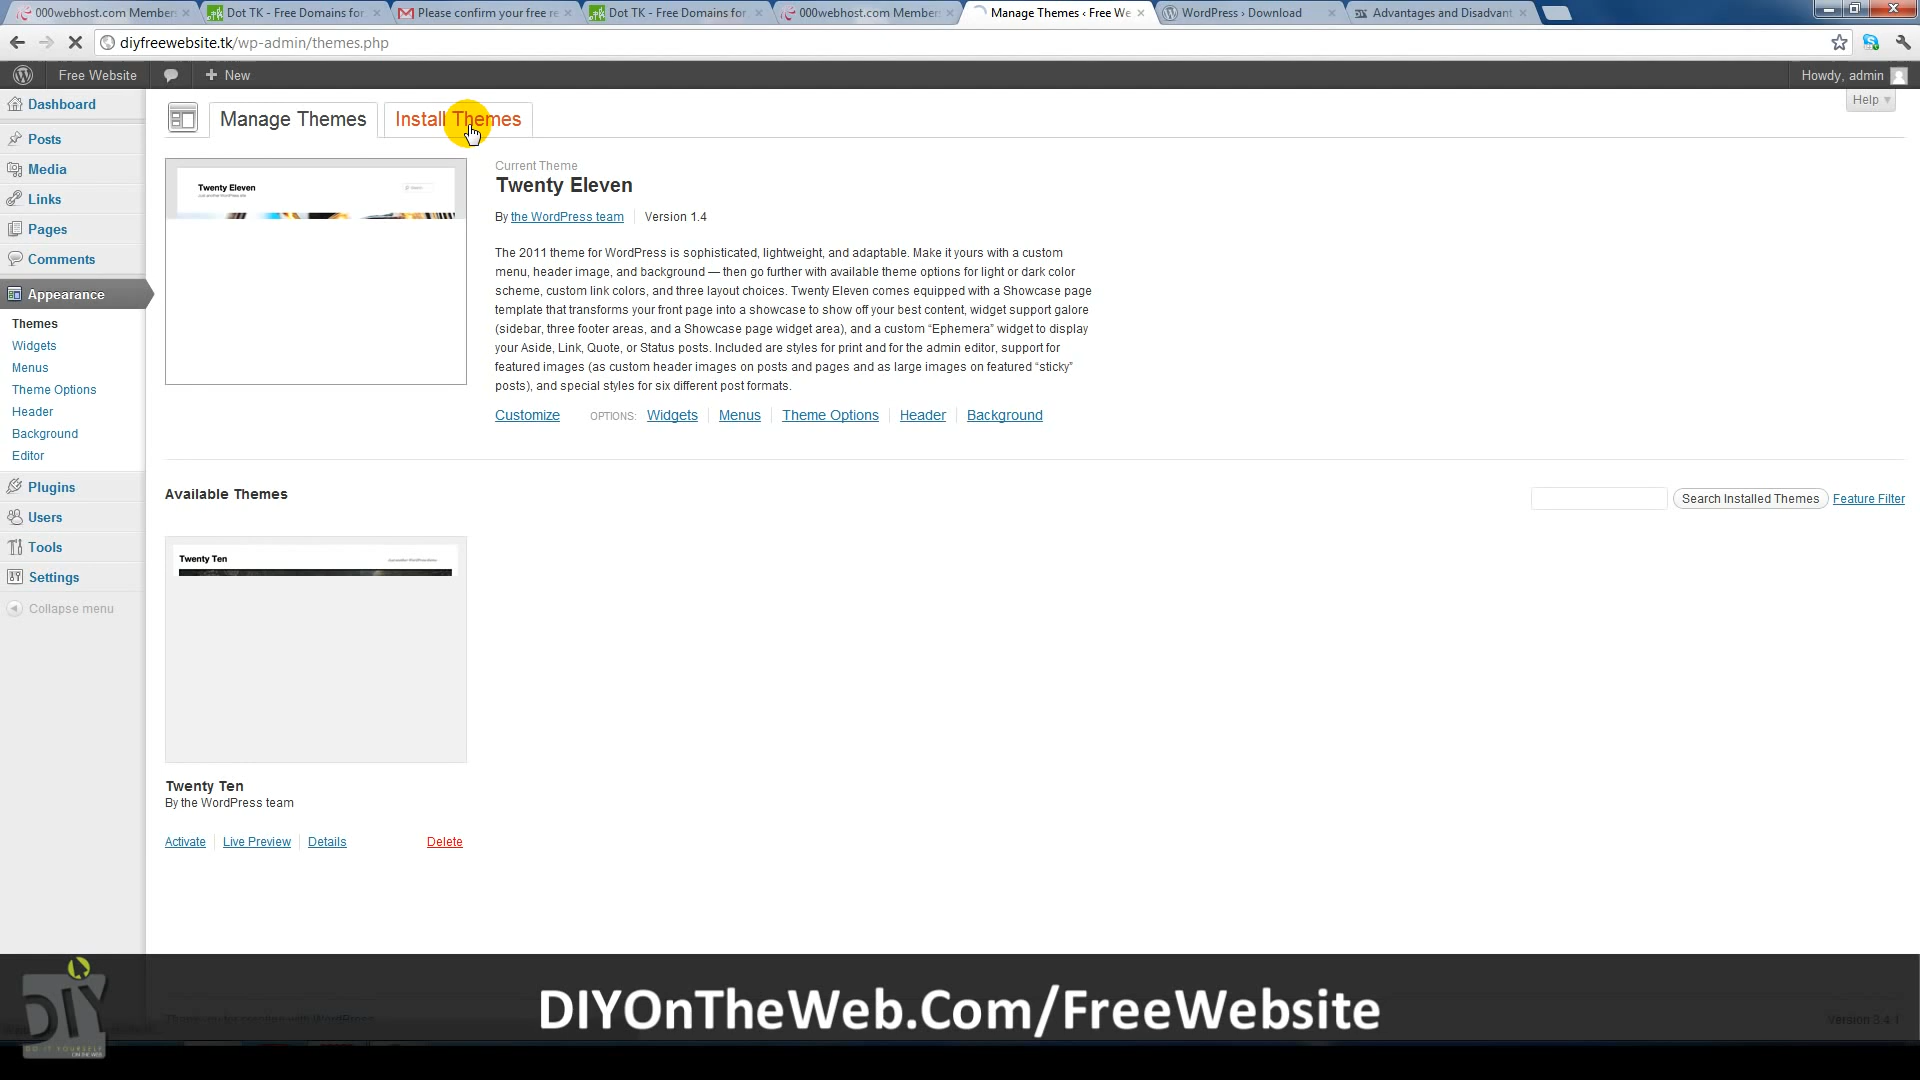 000webhost.com Members
Dot TK - Free Domains for
Please confirm your free re
Dot TK - Free Domains for
000webhost.com Member
Manage Themes ‹ Free We
WordPress › Download
Advantages and Disadvant
diyfreewebsite.tk/wp-admin/themes.php
Free Website
New
Howdy, admin
Help
Dashboard
Posts
Media
Links
Pages
Comments
Appearance
Themes
Widgets
Menus
Theme Options
Header
Background
Editor
Plugins
Users
Tools
Settings
Collapse menu
Manage Themes
Install Themes
Twenty Eleven
Current Theme
Twenty Eleven
By the WordPress team
Version 1.4
The 2011 theme for WordPress is sophisticated, lightweight, and adaptable. Make it yours with a custom
menu, header image, and background — then go further with available theme options for light or dark color
scheme, custom link colors, and three layout choices. Twenty Eleven comes equipped with a Showcase page
template that transforms your front page into a showcase to show off your best content, widget support galore
(sidebar, three footer areas, and a Showcase page widget area), and a custom “Ephemera” widget to display
your Aside, Link, Quote, or Status posts. Included are styles for print and for the admin editor, support for
featured images (as custom header images on posts and pages and as large images on featured “sticky”
posts), and special styles for six different post formats.
Customize OPTIONS: Widgets Menus Theme Options Header Background
Available Themes
Search Installed Themes
Feature Filter
Twenty Ten
Twenty Ten
By the WordPress team
Activate Live Preview Details Delete
DIY
DO IT YOURSELF
ON THE WEB
DIYOnTheWeb.Com/FreeWebsite
Version 3.4.1